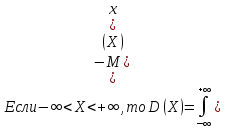 x
¿
(X)
−M ¿
¿
Если−∞<X<+∞, то D (X)=∫₋∞⁺∞ ¿